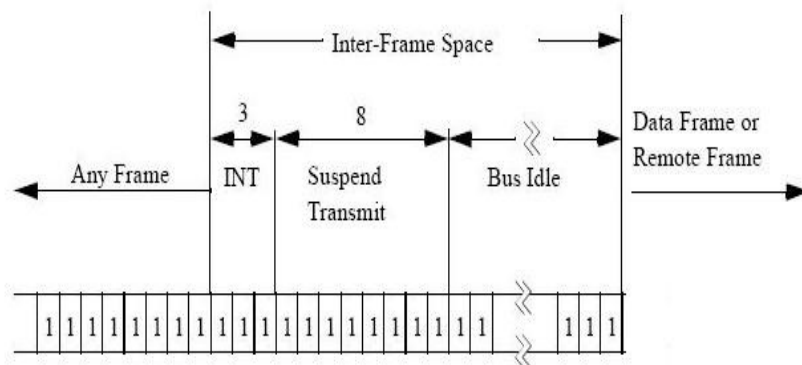 Inter-Frame Space
3
8
Data Frame or
Remote Frame
Any Frame
INT
Suspend
Transmit
Bus Idle
1 1 1 1 1 1 1 1 1 1 1 1 1 1 1 1 1 1 1 1 1 1 1 1